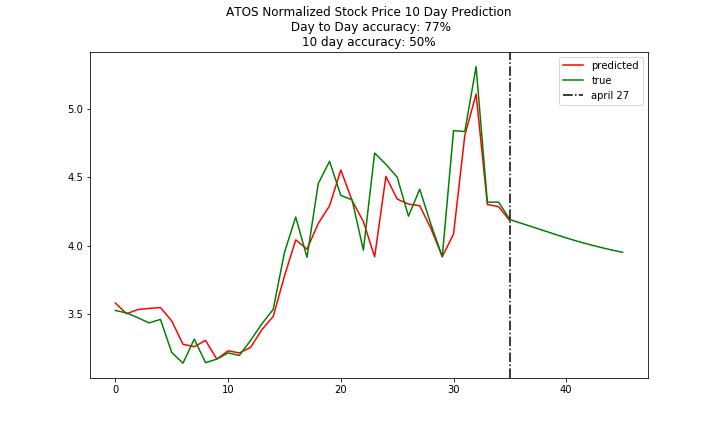 ATOS Normalized Stock Price 10 Day Prediction
Day to Day accuracy: 77%
10 day accuracy: 50%
predicted
true
april 27
5.0
4.5
4.0
3.5
0 10 20 30 40